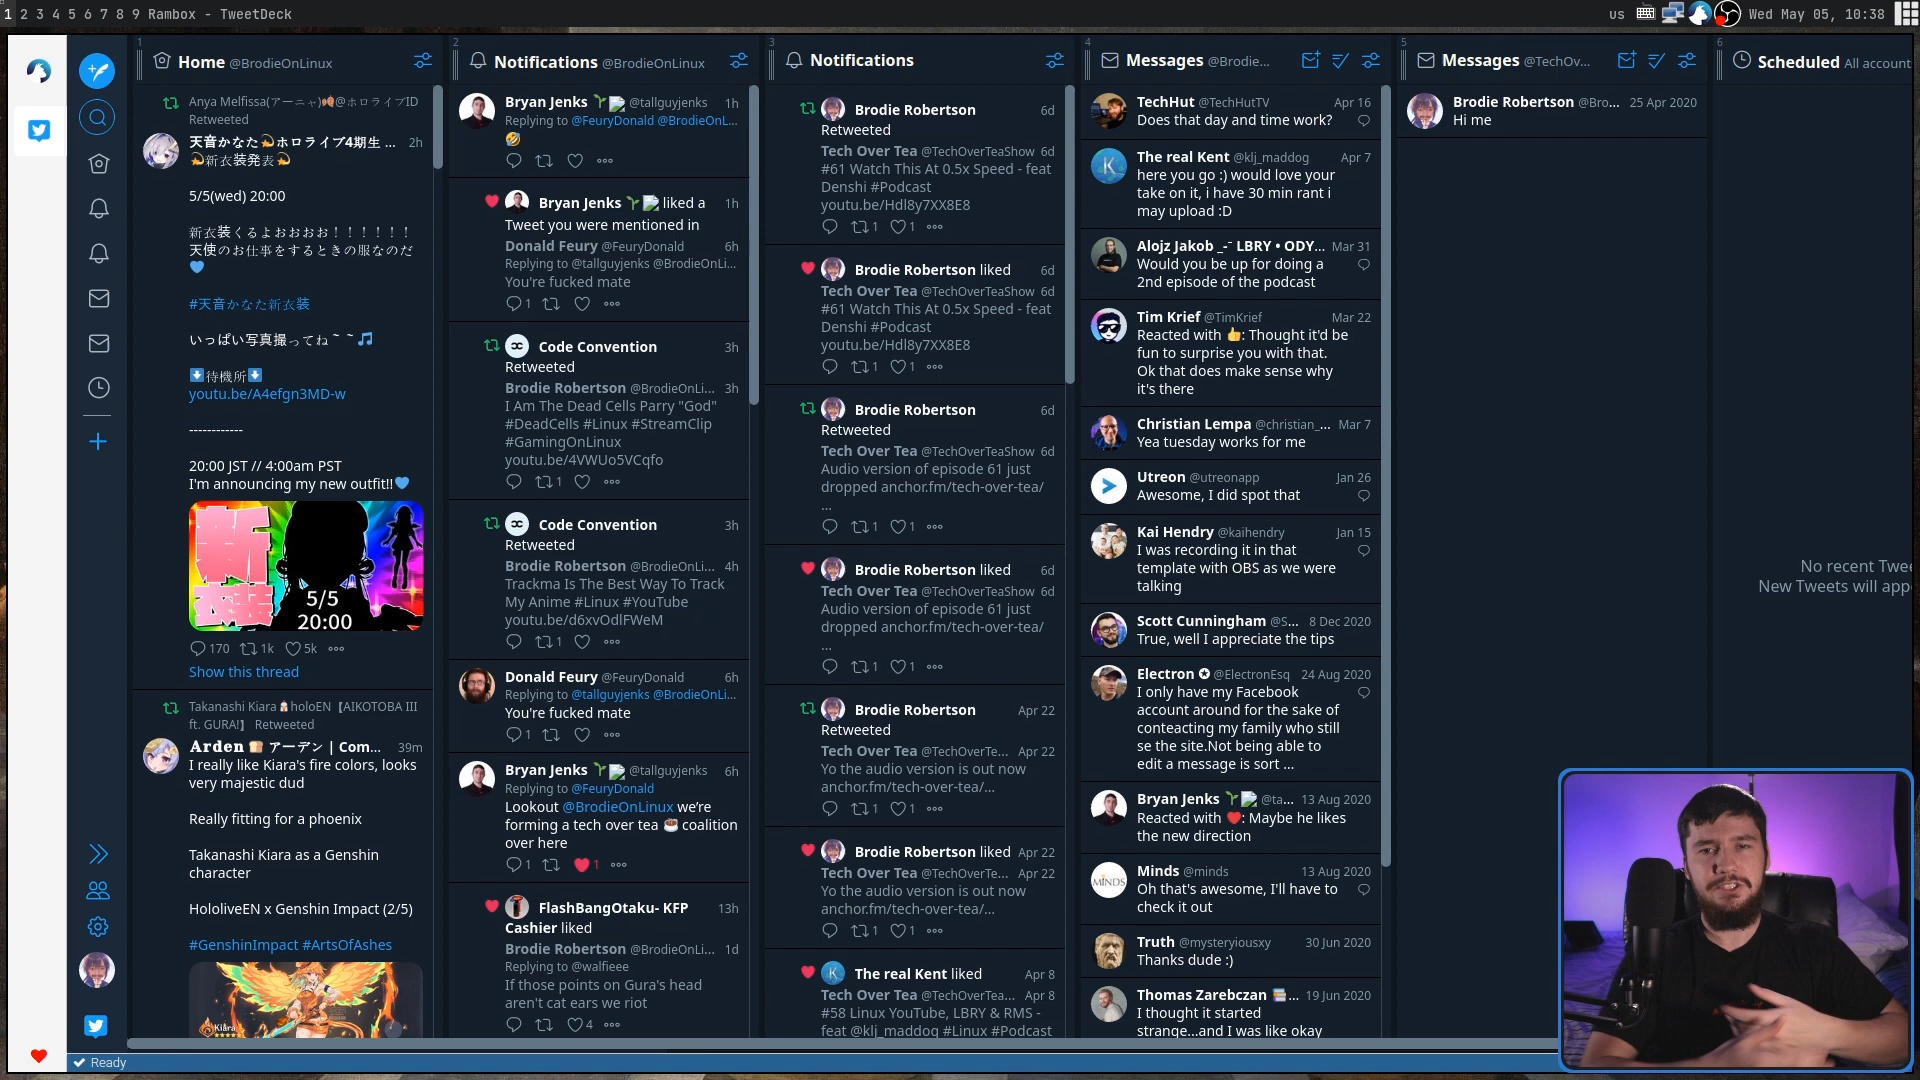 1 2 3 4 5 6 7 8 9 Rambox - TweetDeck
us Wed May 05, 10:38
1
Home @BrodieOnLinux
Anya Melfissa(アーニャ)🍂@ホロライブID
Retweeted
天音かなた💫ホロライブ4期生 ... 2h
💫新衣装発表💫
5/5(wed) 20:00
新衣装くるよおおおお！！！！！！
天使のお仕事をするときの服なのだ
💙
#天音かなた新衣装
いっぱい写真撮ってね~~🎵
⬇️待機所⬇️
youtu.be/A4efgn3MD-w
------------
20:00 JST // 4:00am PST
I'm announcing my new outfit!!💙
新衣装
5/5
20:00
170 1k 5k
Show this thread
Takanashi Kiara holoEN【AIKOTOBA III
ft. GURA!】 Retweeted
Arden 🍞 アーデン | Com... 39m
I really like Kiara's fire colors, looks
very majestic dud
Really fitting for a phoenix
Takanashi Kiara as a Genshin
character
HololiveEN x Genshin Impact (2/5)
#GenshinImpact #ArtsOfAshes
Kiara
2
Notifications @BrodieOnLinux
Bryan Jenks @tallguyjenks 1h
Replying to @FeuryDonald @BrodieOnL...
🤣
Bryan Jenks liked a 1h
Tweet you were mentioned in
Donald Feury @FeuryDonald 6h
Replying to @tallguyjenks @BrodieOnLi...
You're fucked mate
1
Code Convention 3h
Retweeted
Brodie Robertson @BrodieOnLi... 3h
I Am The Dead Cells Parry "God"
#DeadCells #Linux #StreamClip
#GamingOnLinux
youtu.be/4VWUo5VCqfo
1
Code Convention 3h
Retweeted
Brodie Robertson @BrodieOnLi... 4h
Trackma Is The Best Way To Track
My Anime #Linux #YouTube
youtu.be/d6xvOdlFWeM
1
Donald Feury @FeuryDonald 6h
Replying to @tallguyjenks @BrodieOnLi...
You're fucked mate
1
Bryan Jenks @tallguyjenks 6h
Replying to @FeuryDonald
Lookout @BrodieOnLinux we're
forming a tech over tea ☕ coalition
over here
1 1
FlashBangOtaku- KFP 13h
Cashier liked
Brodie Robertson @BrodieOnLi... 1d
Replying to @walfieee
If those points on Gura's head
aren't cat ears we riot
4
3
Notifications
Brodie Robertson 6d
Retweeted
Tech Over Tea @TechOverTeaShow 6d
#61 Watch This At 0.5x Speed - feat
Denshi #Podcast
youtu.be/Hdl8y7XX8E8
1 1
Brodie Robertson liked 6d
Tech Over Tea @TechOverTeaShow 6d
#61 Watch This At 0.5x Speed - feat
Denshi #Podcast
youtu.be/Hdl8y7XX8E8
1 1
Brodie Robertson 6d
Retweeted
Tech Over Tea @TechOverTeaShow 6d
Audio version of episode 61 just
dropped anchor.fm/tech-over-tea/
...
1 1
Brodie Robertson liked 6d
Tech Over Tea @TechOverTeaShow 6d
Audio version of episode 61 just
dropped anchor.fm/tech-over-tea/
...
1 1
Brodie Robertson Apr 22
Retweeted
Tech Over Tea @TechOverTe... Apr 22
Yo the audio version is out now
anchor.fm/tech-over-tea/...
1 1
Brodie Robertson liked Apr 22
Tech Over Tea @TechOverTe... Apr 22
Yo the audio version is out now
anchor.fm/tech-over-tea/...
1 1
The real Kent liked Apr 8
Tech Over Tea @TechOverTea... Apr 8
#58 Linux YouTube, LBRY & RMS -
feat @klj_maddog #Linux #Podcast
4
Messages @Brodie...
TechHut @TechHutTV Apr 16
Does that day and time work?
The real Kent @klj_maddog Apr 7
here you go :) would love your
take on it, i have 30 min rant i
may upload :D
Alojz Jakob _-¯ LBRY • ODY... Mar 31
Would you be up for doing a
2nd episode of the podcast
Tim Krief @TimKrief Mar 22
Reacted with 👍: Thought it'd be
fun to surprise you with that.
Ok that does make sense why
it's there
Christian Lempa @christian_... Mar 7
Yea tuesday works for me
Utreon @utreonapp Jan 26
Awesome, I did spot that
Kai Hendry @kaihendry Jan 15
I was recording it in that
template with OBS as we were
talking
Scott Cunningham @S... 8 Dec 2020
True, well I appreciate the tips
Electron ✪ @ElectronEsq 24 Aug 2020
I only have my Facebook
account around for the sake of
conteacting my family who still
se the site.Not being able to
edit a message is sort ...
Bryan Jenks @ta... 13 Aug 2020
Reacted with ❤️: Maybe he likes
the new direction
MINDS
Minds @minds 13 Aug 2020
Oh that's awesome, I'll have to
check it out
Truth @mysteryiousxy 30 Jun 2020
Thanks dude :)
Thomas Zarebczan 📚... 19 Jun 2020
I thought it started
strange...and I was like okay
5
Messages @TechOv...
Brodie Robertson @Bro... 25 Apr 2020
Hi me
6
Scheduled All account
No recent Twee
New Tweets will app
Ready